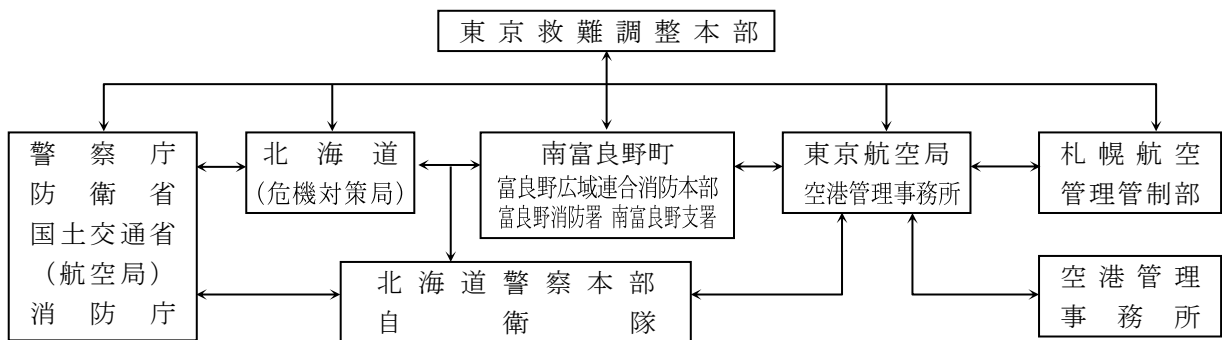 東京救難調整本部
警察庁
防衛省
国土交通省
（航空局）
消防庁
北海道
(危機対策局)
南富良野町
富良野広域連合消防本部
富良野消防署 南富良野支署
東京航空局
空港管理事務所
札幌航空
管理管制部
北海道警察本部
自衛隊
空港管理
事務所